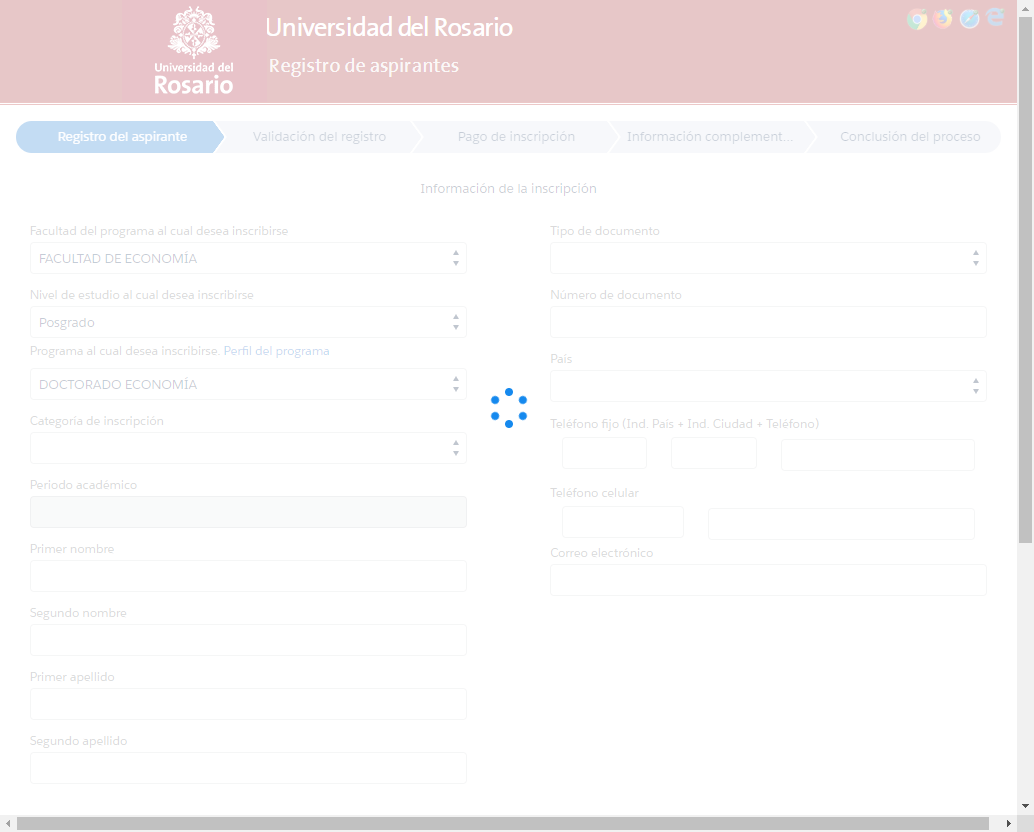 Universidad del
Rosario
Universidad del Rosario
Registro de aspirantes
Registro del aspirante
Validación del registro
Pago de inscripción
Información complement...
Conclusión del proceso
Información de la inscripción
Facultad del programa al cual desea inscribirse
FACULTAD DE ECONOMÍA
Nivel de estudio al cual desea inscribirse
Posgrado
Programa al cual desea inscribirse. Perfil del programa
DOCTORADO ECONOMÍA
Categoría de inscripción
Periodo académico
Primer nombre
Segundo nombre
Primer apellido
Segundo apellido
Tipo de documento
Número de documento
País
Teléfono fijo (Ind. País + Ind. Ciudad + Teléfono)
Teléfono celular
Correo electrónico